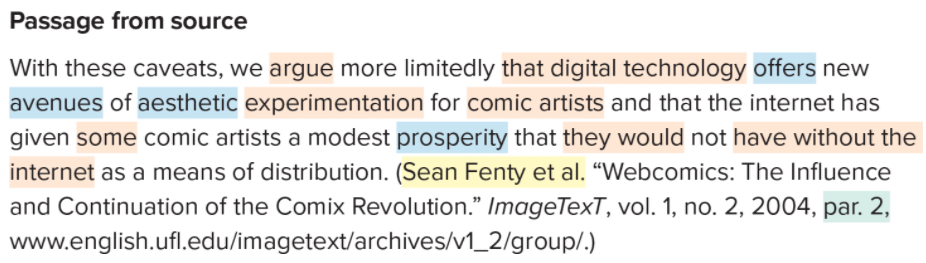 Passage from source
With these caveats, we argue more limitedly that digital technology offers new
avenues of aesthetic experimentation for comic artists and that the internet has
given some comic artists a modest prosperity that they would not have without the
internet as a means of distribution. (Sean Fenty et al. “Webcomics: The Influence
and Continuation of the Comix Revolution.” ImageTexT, vol. 1, no. 2, 2004, par. 2,
www.english.ufl.edu/imagetext/archives/v1_2/group/.)